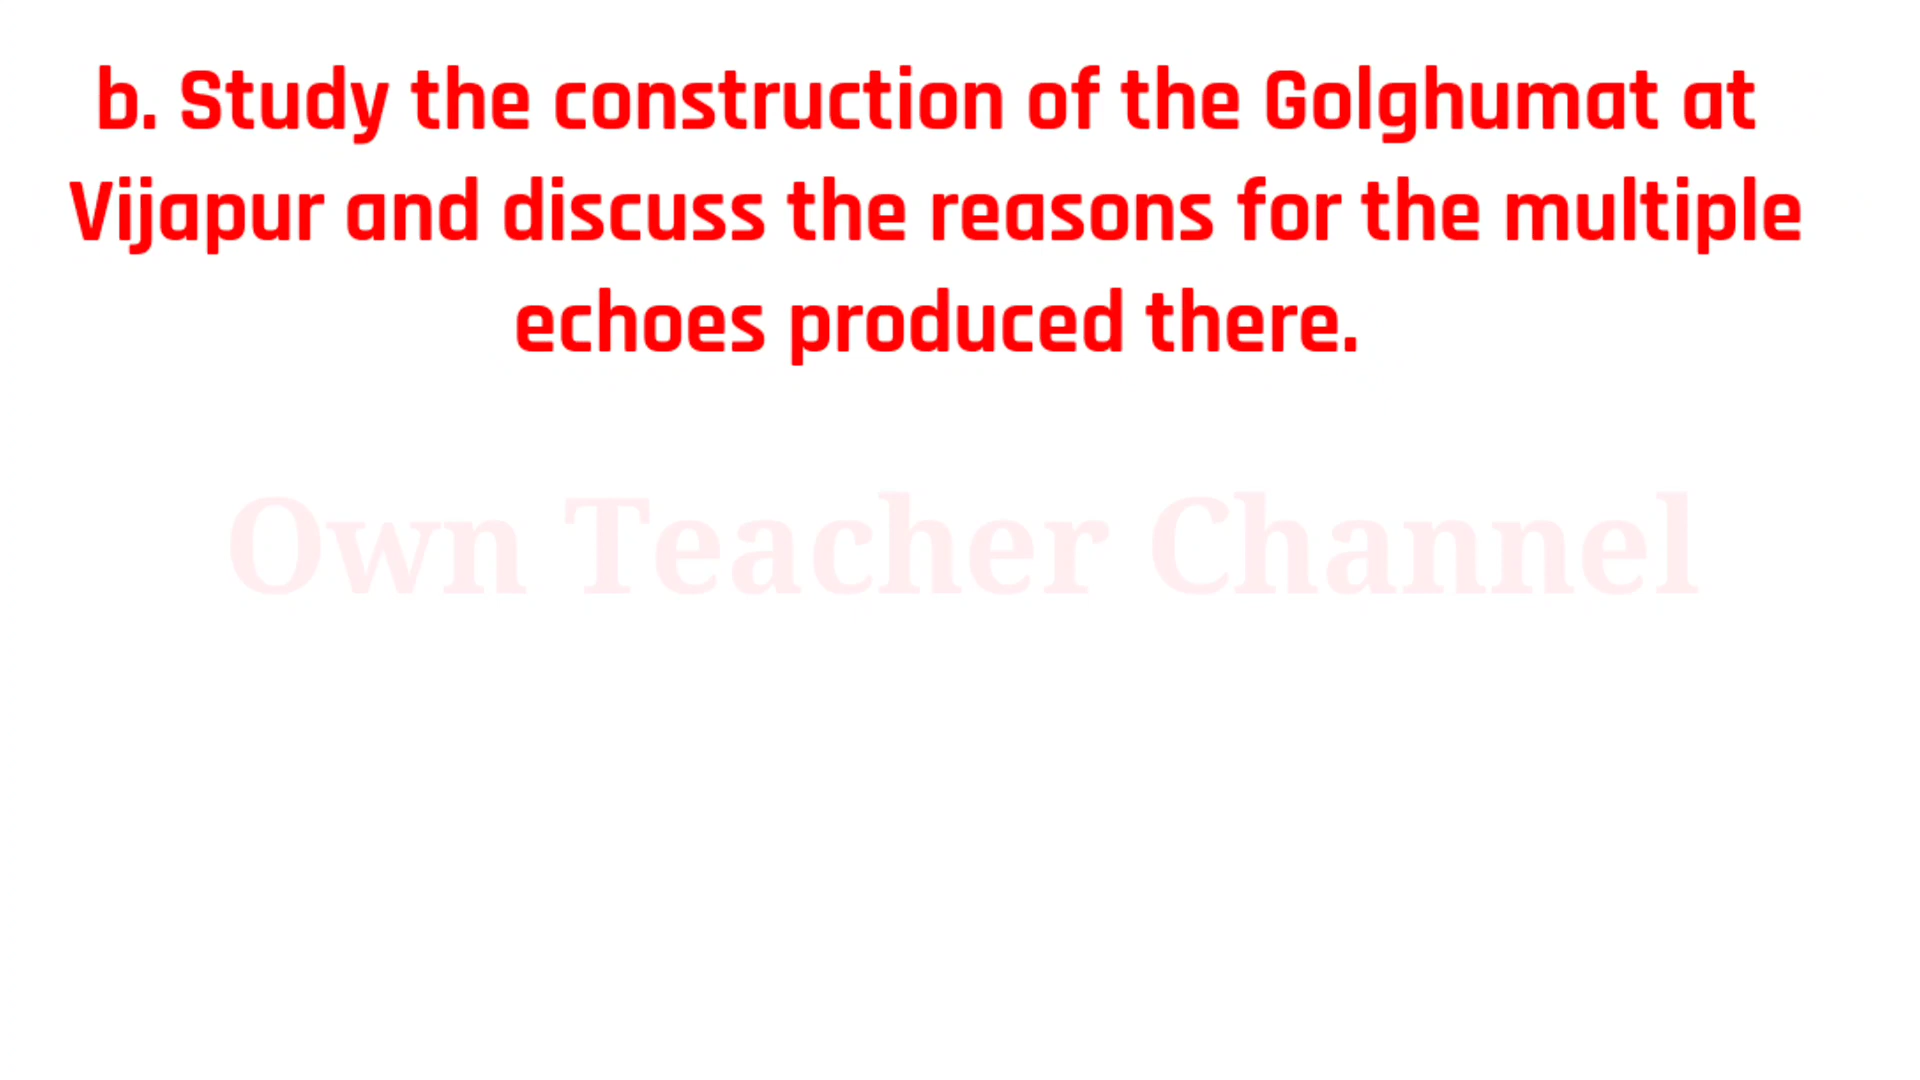 b. Study the construction of the Golghumat at
Vijapur and discuss the reasons for the multiple
echoes produced there.
Own Teacher Channel